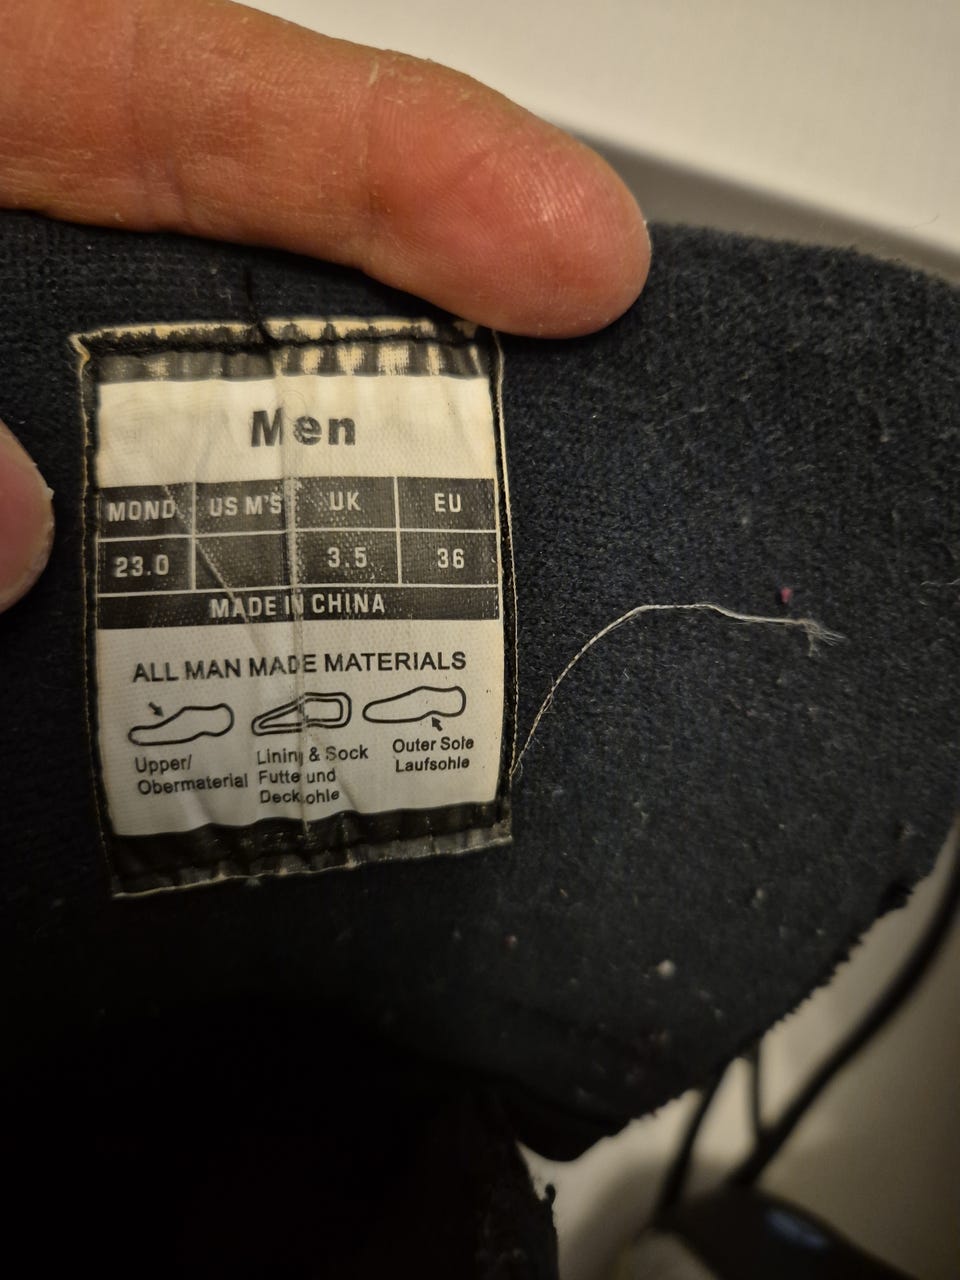 Men
MOND US M'S UK EU
23.0 3.5 36
MADE IN CHINA
ALL MAN MADE MATERIALS
Upper/
Obermaterial
Lining & Sock
Futter und
Decksohle
Outer Sole
Laufsohle